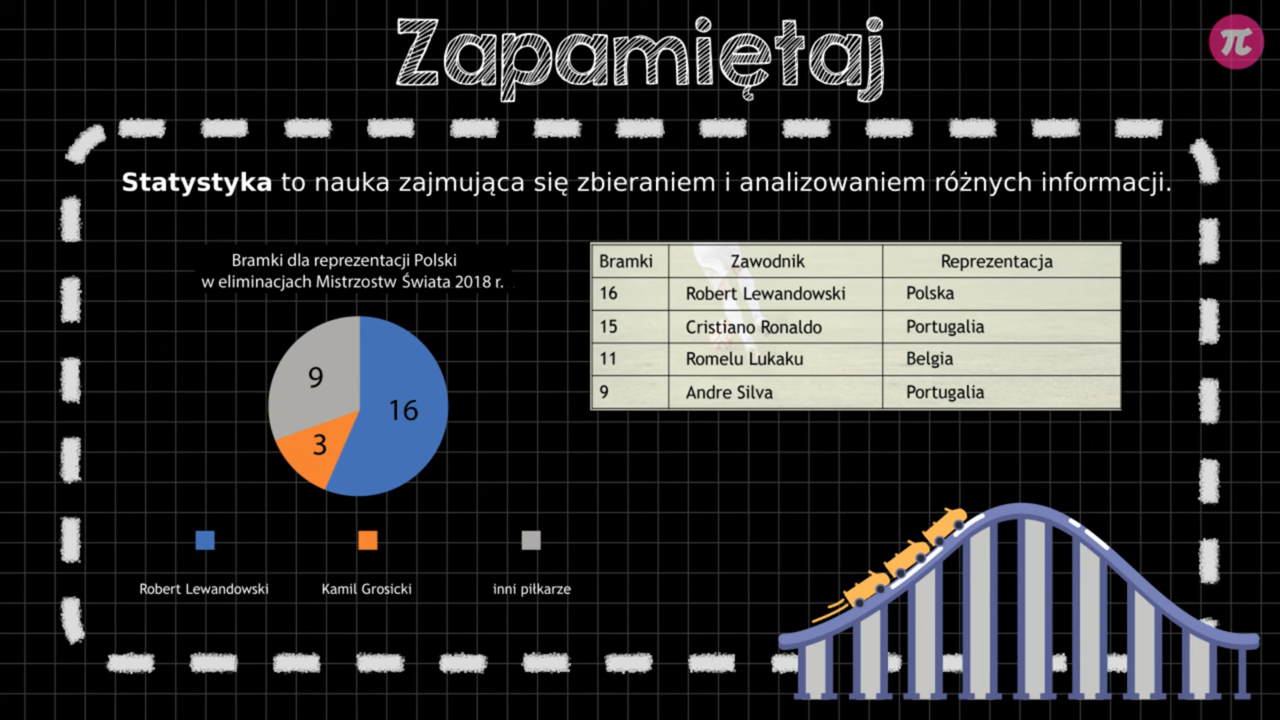 Zapamiętaj
π
Statystyka to nauka zajmująca się zbieraniem i analizowaniem różnych informacji.
Bramki dla reprezentacji Polski
w eliminacjach Mistrzostw Świata 2018 r.
9
16
3
Robert Lewandowski Kamil Grosicki inni piłkarze
Bramki Zawodnik Reprezentacja
16 Robert Lewandowski Polska
15 Cristiano Ronaldo Portugalia
11 Romelu Lukaku Belgia
9 Andre Silva Portugalia